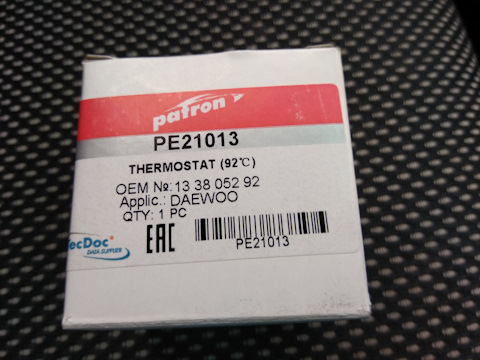 patron
PE21013
THERMOSTAT (92℃)
OEM №: 13 38 052 92
Applic.: DAEWOO
QTY: 1 PC
EAC
PE21013
TecDoc
DATA SUPPLIER